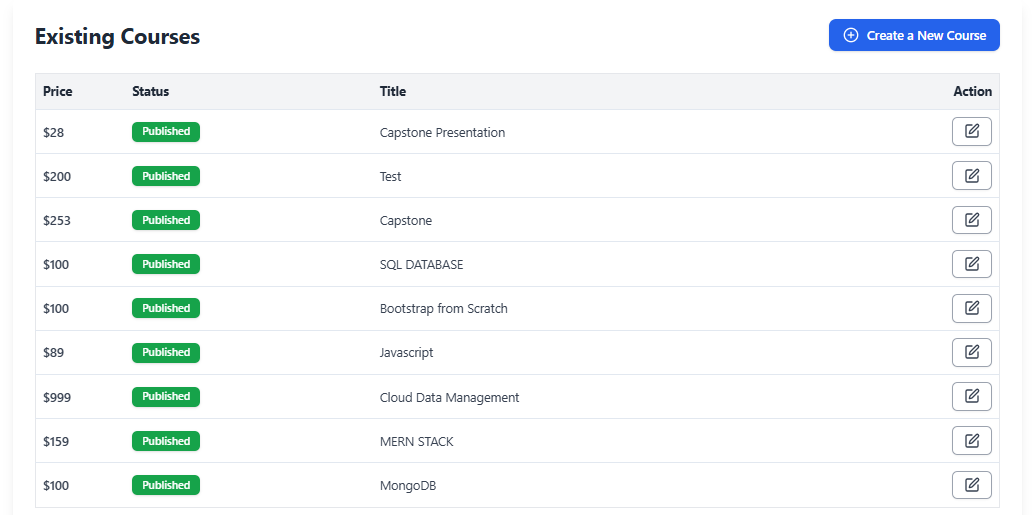 Existing Courses
Create a New Course
Price Status Title Action
$28 Published Capstone Presentation
$200 Published Test
$253 Published Capstone
$100 Published SQL DATABASE
$100 Published Bootstrap from Scratch
$89 Published Javascript
$999 Published Cloud Data Management
$159 Published MERN STACK
$100 Published MongoDB